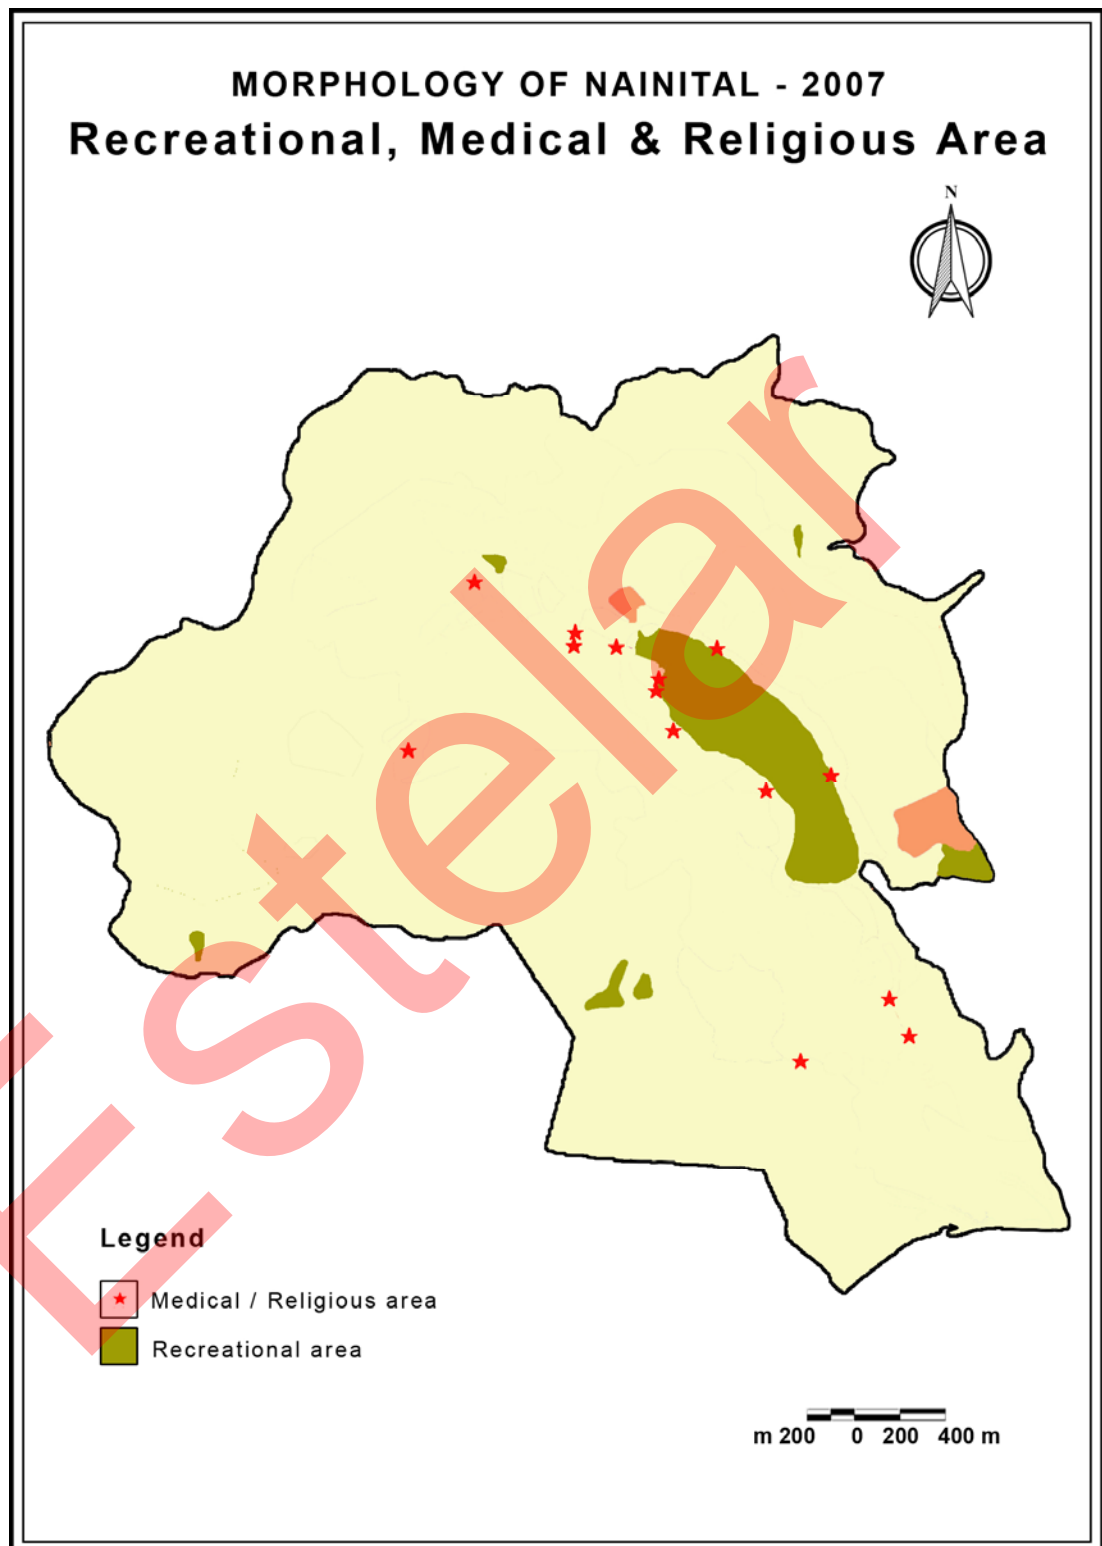 MORPHOLOGY OF NAINITAL - 2007
Recreational, Medical & Religious Area
N
Estelar
Legend
Medical / Religious area
Recreational area
m 200 0 200 400 m